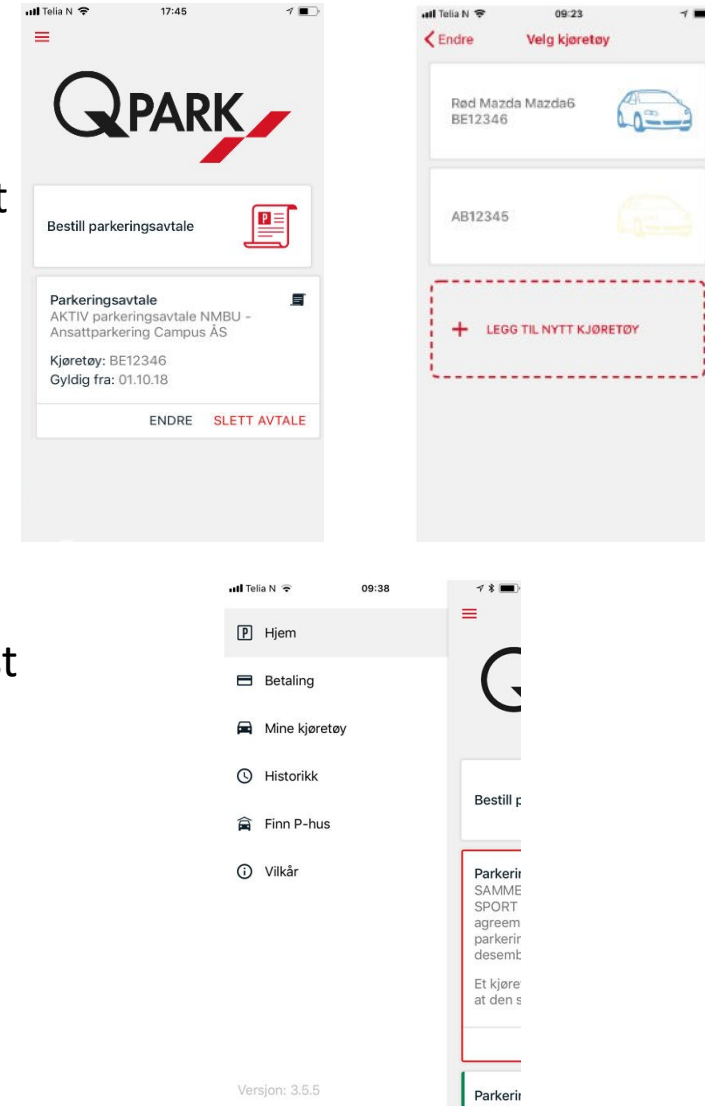 Telia N 17:45
QPARK
Bestill parkeringsavtale
Parkeringsavtale
AKTIV parkeringsavtale NMBU -
Ansattparkering Campus ÅS
Kjøretøy: BE12346
Gyldig fra: 01.10.18
ENDRE SLETT AVTALE
Telia N 09:23
Endre Velg kjøretøy
Rød Mazda Mazda6
BE12346
AB12345
+ LEGG TIL NYTT KJØRETØY
t
st
Telia N 09:38
Hjem
Betaling
Mine kjøretøy
Historikk
Finn P-hus
Vilkår
Versjon: 3.5.5
Q
Bestill p
Parkerin
SAMME
SPORT
agreem
parkerin
desemb
Et kjøre
at den s
Parkerin